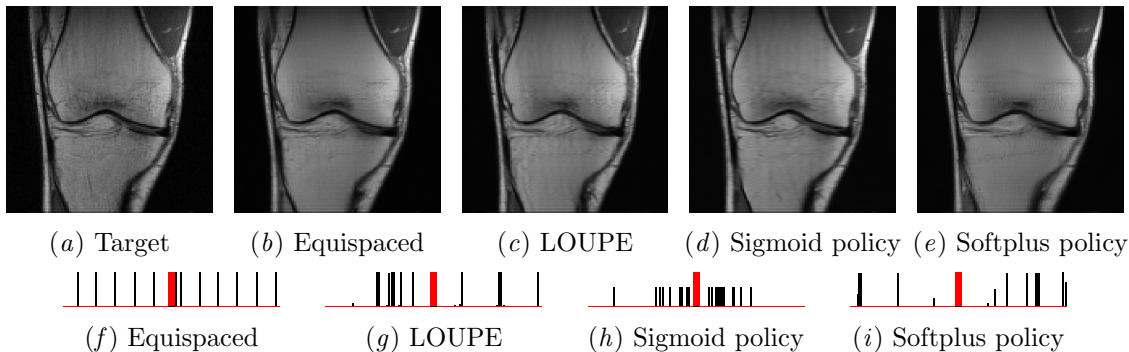 (a) Target (b) Equispaced (c) LOUPE (d) Sigmoid policy (e) Softplus policy
(f) Equispaced (g) LOUPE (h) Sigmoid policy (i) Softplus policy